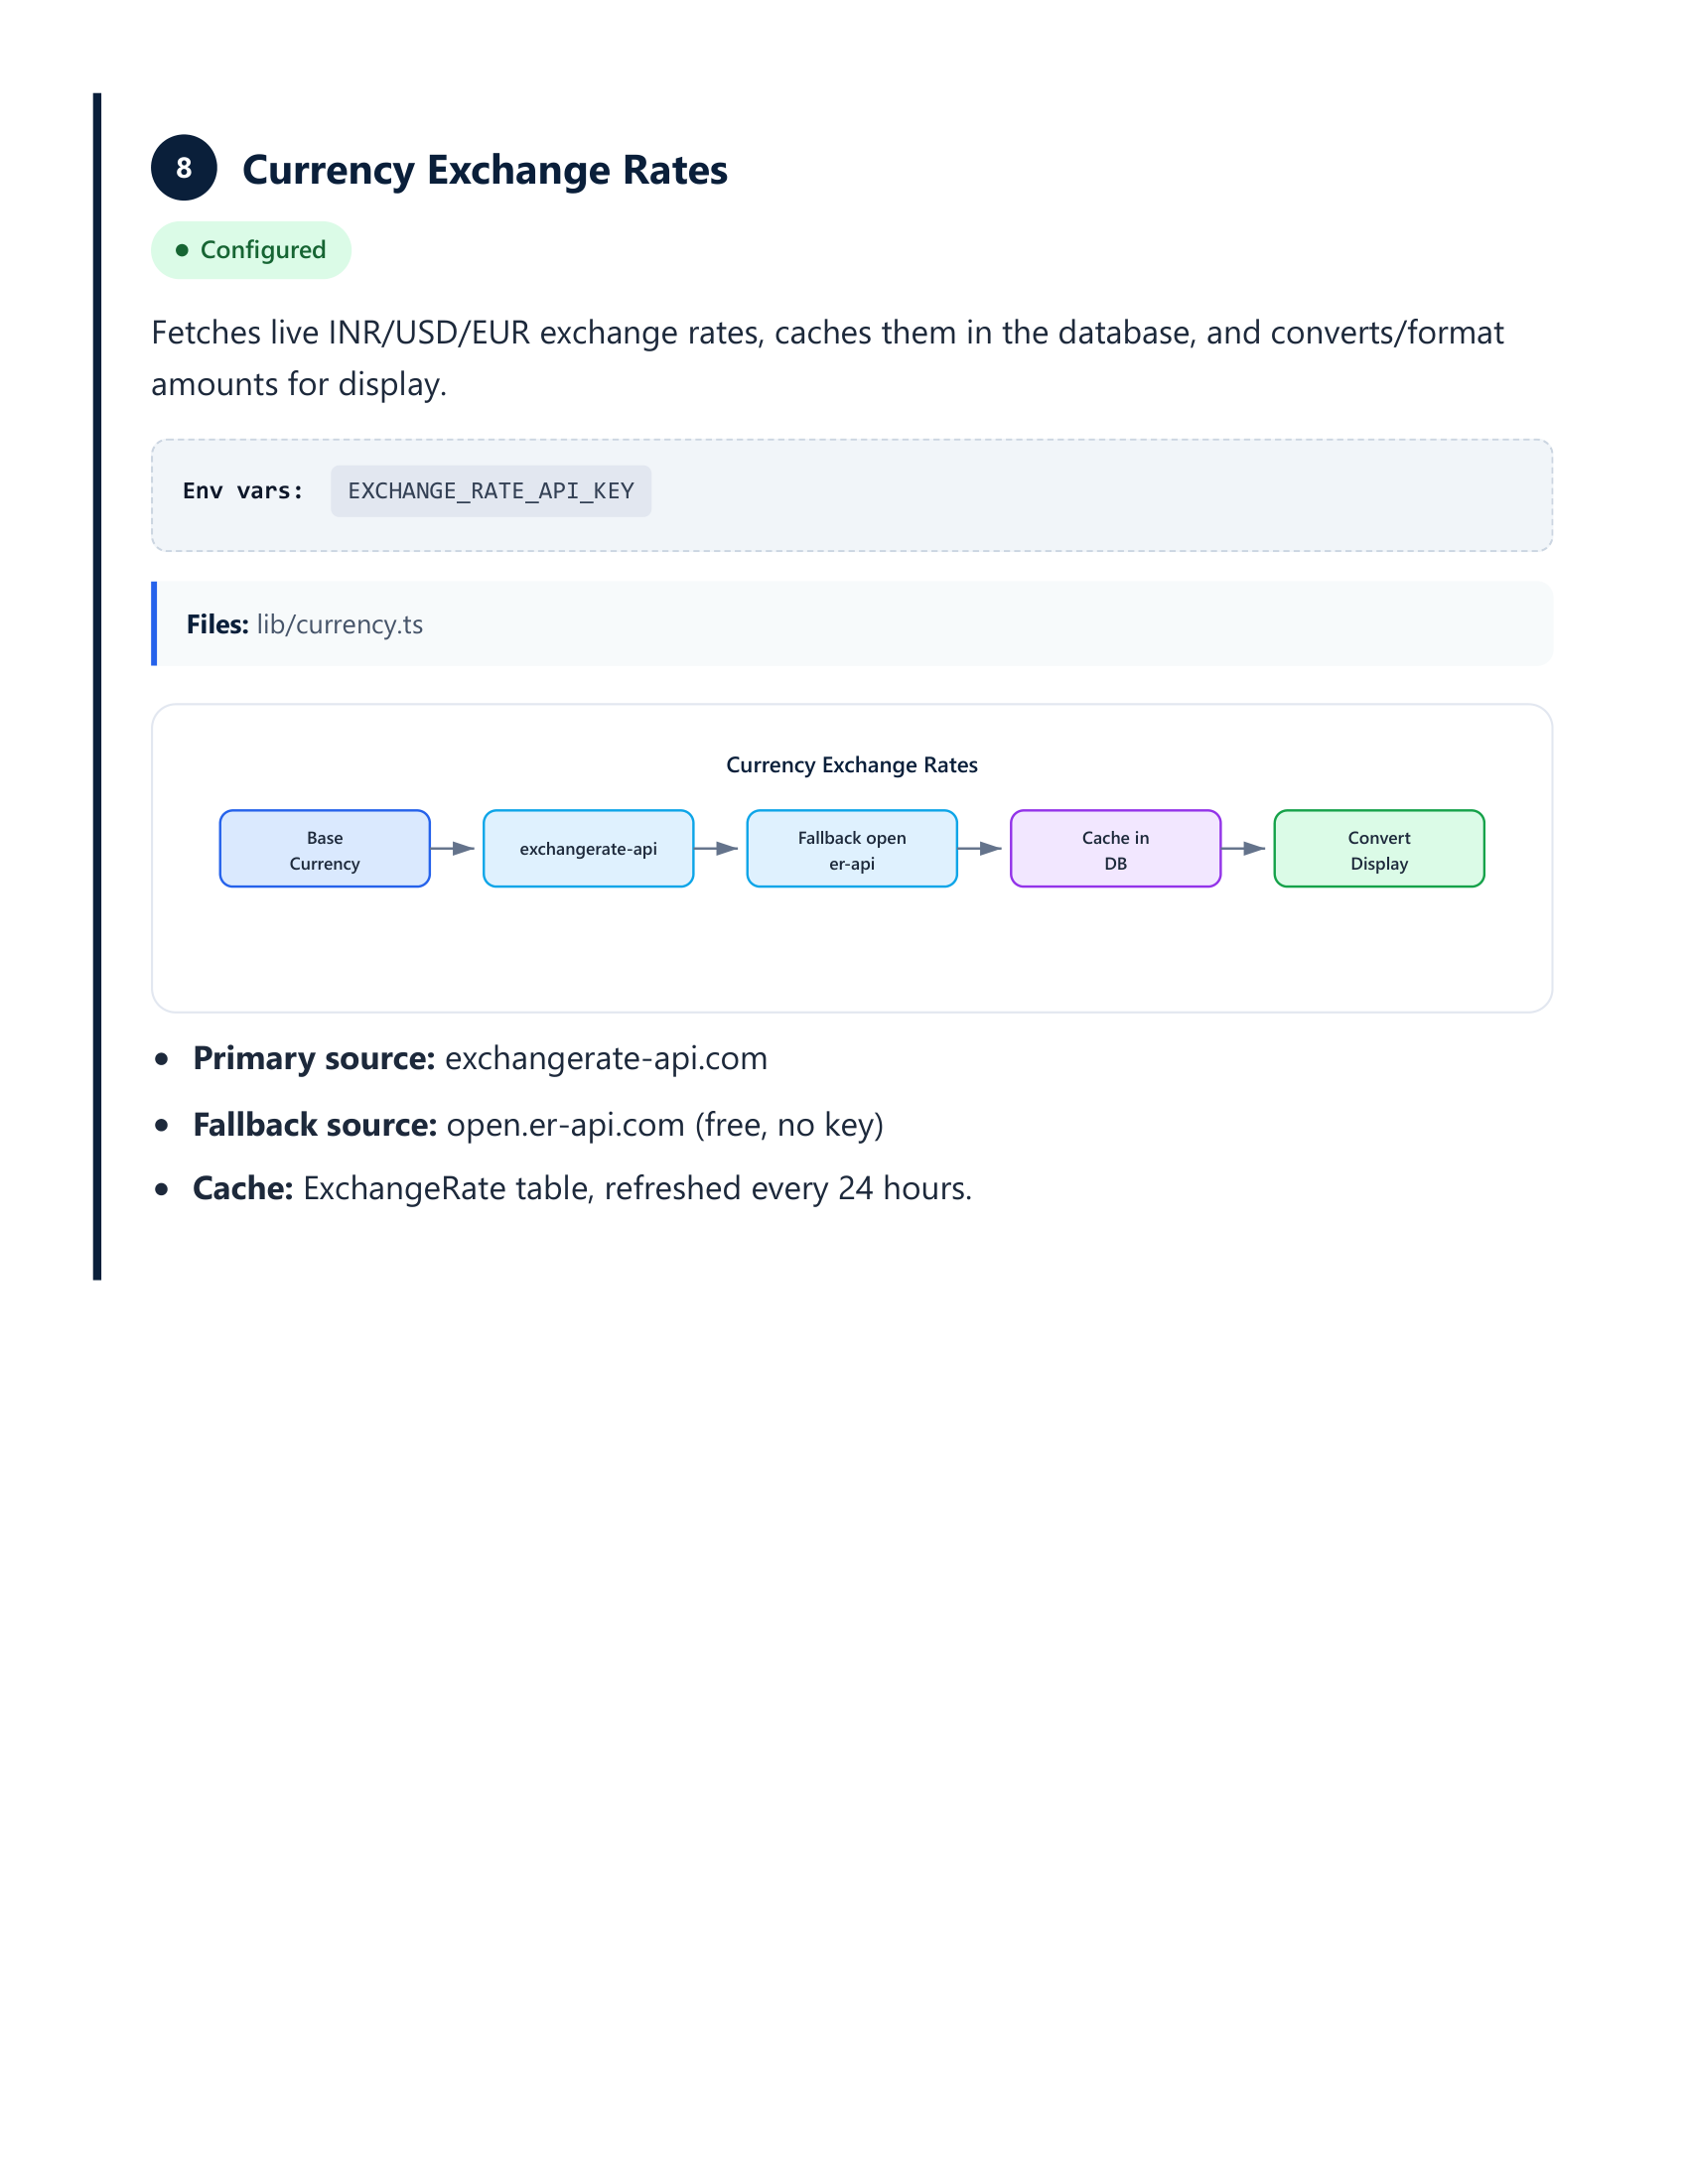 8 Currency Exchange Rates
Configured
Fetches live INR/USD/EUR exchange rates, caches them in the database, and converts/format
amounts for display.
Env vars: EXCHANGE_RATE_API_KEY
Files: lib/currency.ts
Currency Exchange Rates
Base
Currency
exchangerate-api
Fallback open
er-api
Cache in
DB
Convert
Display
Primary source: exchangerate-api.com
Fallback source: open.er-api.com (free, no key)
Cache: ExchangeRate table, refreshed every 24 hours.